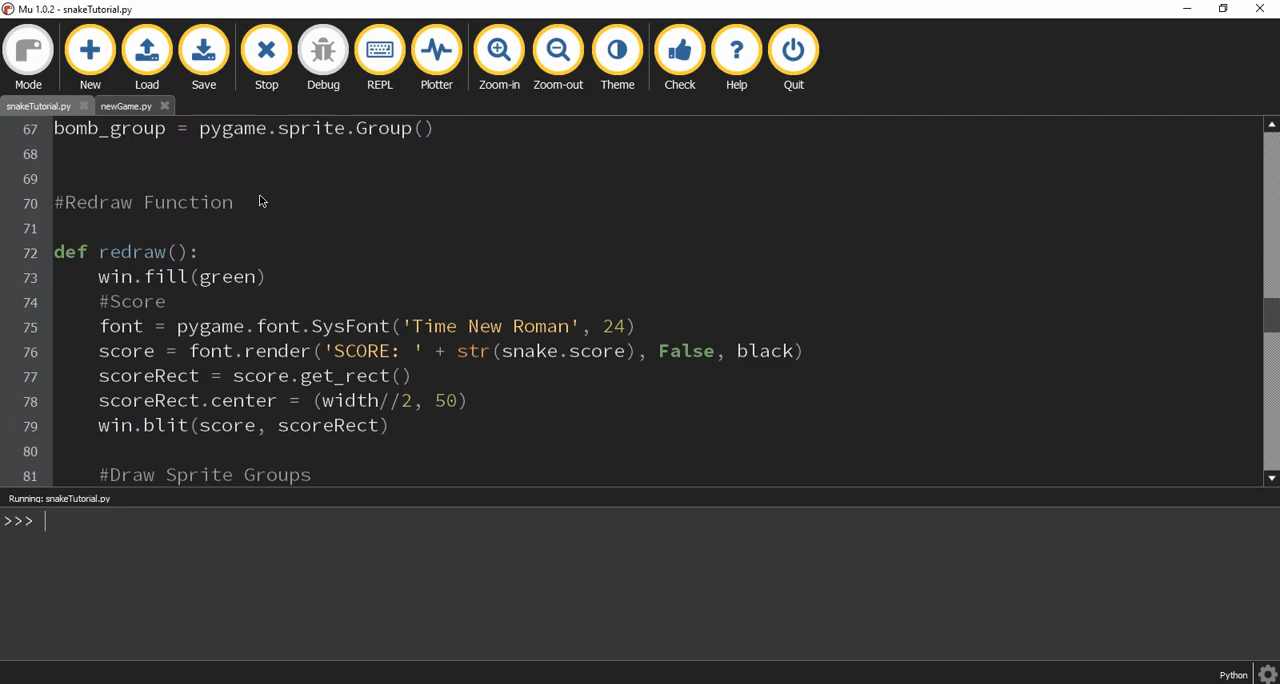 Mu 1.0.2 - snakeTutorial.py
Mode New Load Save Stop Debug REPL Plotter Zoom-in Zoom-out Theme Check Help Quit
snakeTutorial.py newGame.py
67 bomb_group = pygame.sprite.Group()
68
69
70 #Redraw Function
71
72 def redraw():
73     win.fill(green)
74     #Score
75     font = pygame.font.SysFont('Time New Roman', 24)
76     score = font.render('SCORE: ' + str(snake.score), False, black)
77     scoreRect = score.get_rect()
78     scoreRect.center = (width//2, 50)
79     win.blit(score, scoreRect)
80
81     #Draw Sprite Groups
Running: snakeTutorial.py
>>>
Python